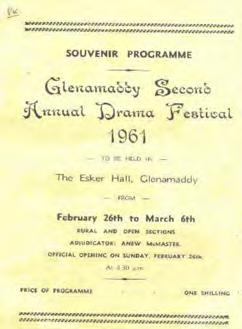 SOUVENIR PROGRAMME
Glenamaddy Second
Annual Drama Festival
1961
— TO BE HELD IN —
The Esker Hall, Glenamaddy
— FROM —
February 26th to March 6th
RURAL AND OPEN SECTIONS
ADJUDICATOR: ANEW McMASTER.
OFFICIAL OPENING ON SUNDAY, FEBRUARY 26th.
At 8.30 p.m.
PRICE OF PROGRAMME ONE SHILLING